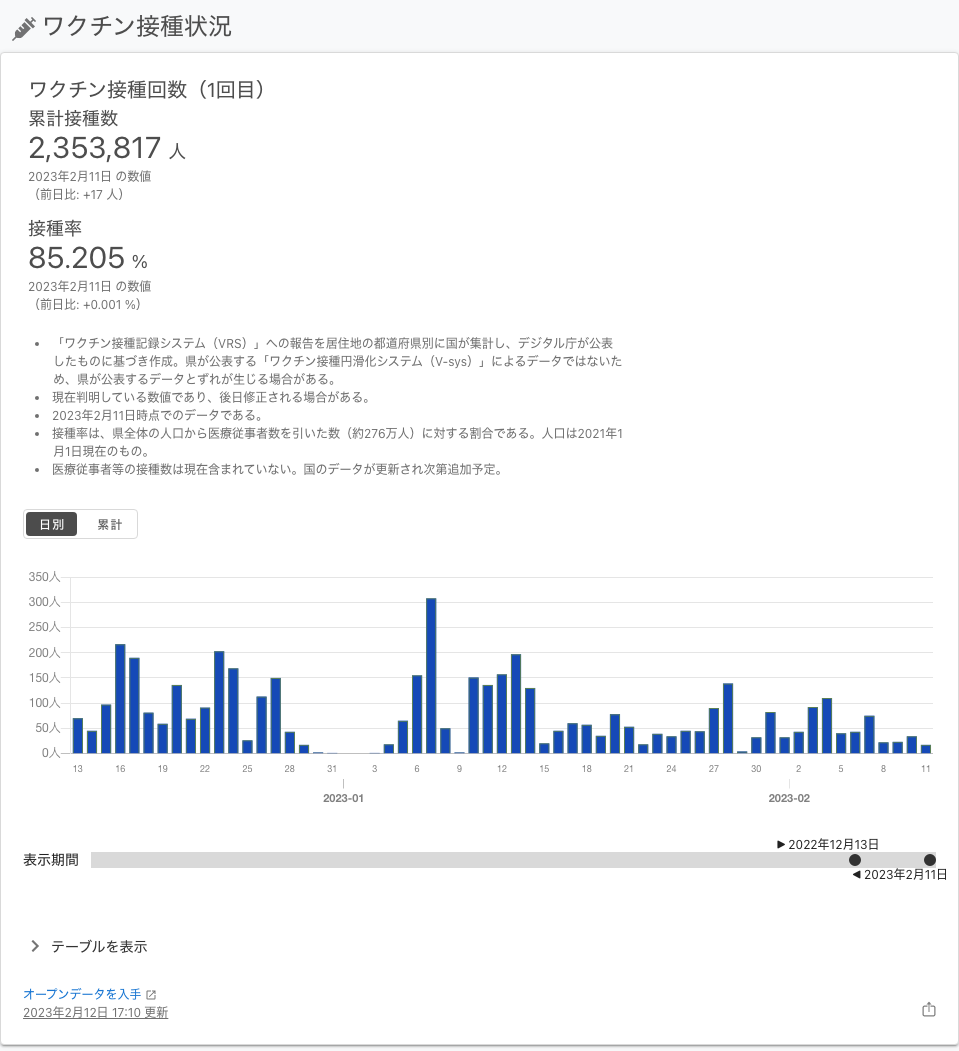 ワクチン接種状況
ワクチン接種回数（1回目）
累計接種数
2,353,817 人
2023年2月11日 の数値
（前日比: +17 人）
接種率
85.205 %
2023年2月11日 の数値
（前日比: +0.001 %）
• 「ワクチン接種記録システム（VRS）」への報告を居住地の都道府県別に国が集計し、デジタル庁が公表
したものに基づき作成。県が公表する「ワクチン接種円滑化システム（V-sys）」によるデータではないた
め、県が公表するデータとずれが生じる場合がある。
• 現在判明している数値であり、後日修正される場合がある。
• 2023年2月11日時点でのデータである。
• 接種率は、県全体の人口から医療従事者数を引いた数（約276万人）に対する割合である。人口は2021年1
月1日現在のもの。
• 医療従事者等の接種数は現在含まれていない。国のデータが更新され次第追加予定。
日別 累計
350人
300人
250人
200人
150人
100人
50人
0人
13 16 19 22 25 28 31 3 6 9 12 15 18 21 24 27 30 2 5 8 11
2023-01 2023-02
▶ 2022年12月13日
表示期間
◀ 2023年2月11日
テーブルを表示
オープンデータを入手
2023年2月12日 17:10 更新